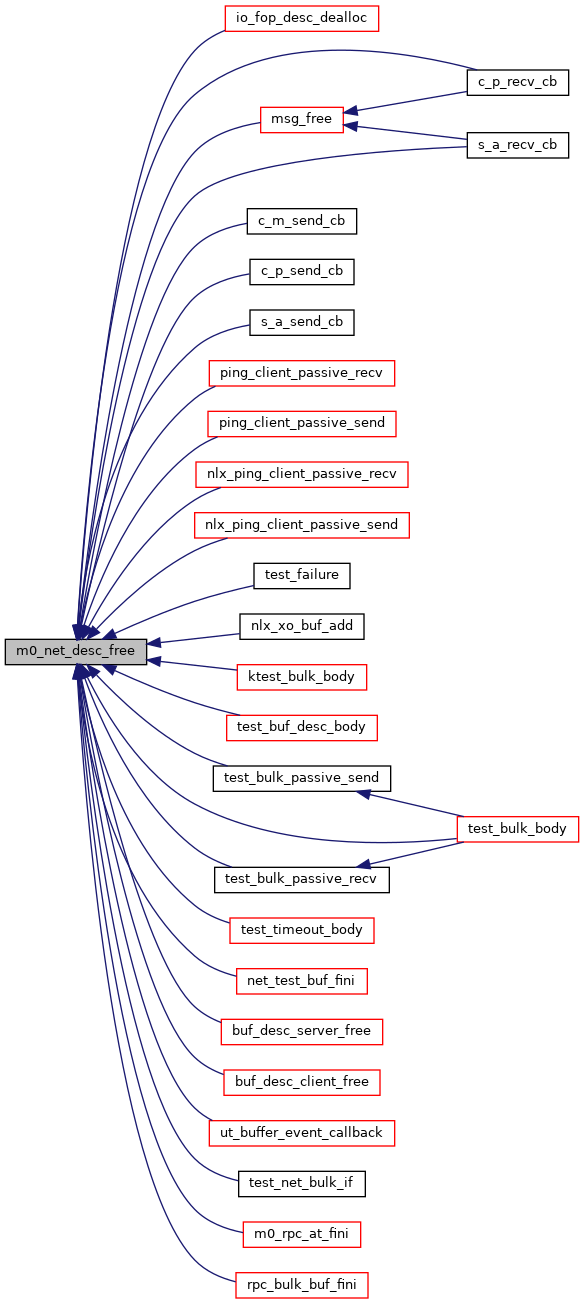 io_fop_desc_dealloc
c_p_recv_cb
msg_free
s_a_recv_cb
c_m_send_cb
c_p_send_cb
s_a_send_cb
ping_client_passive_recv
ping_client_passive_send
nlx_ping_client_passive_recv
nlx_ping_client_passive_send
test_failure
nlx_xo_buf_add
m0_net_desc_free
ktest_bulk_body
test_buf_desc_body
test_bulk_passive_send
test_bulk_body
test_bulk_passive_recv
test_timeout_body
net_test_buf_fini
buf_desc_server_free
buf_desc_client_free
ut_buffer_event_callback
test_net_bulk_if
m0_rpc_at_fini
rpc_bulk_buf_fini